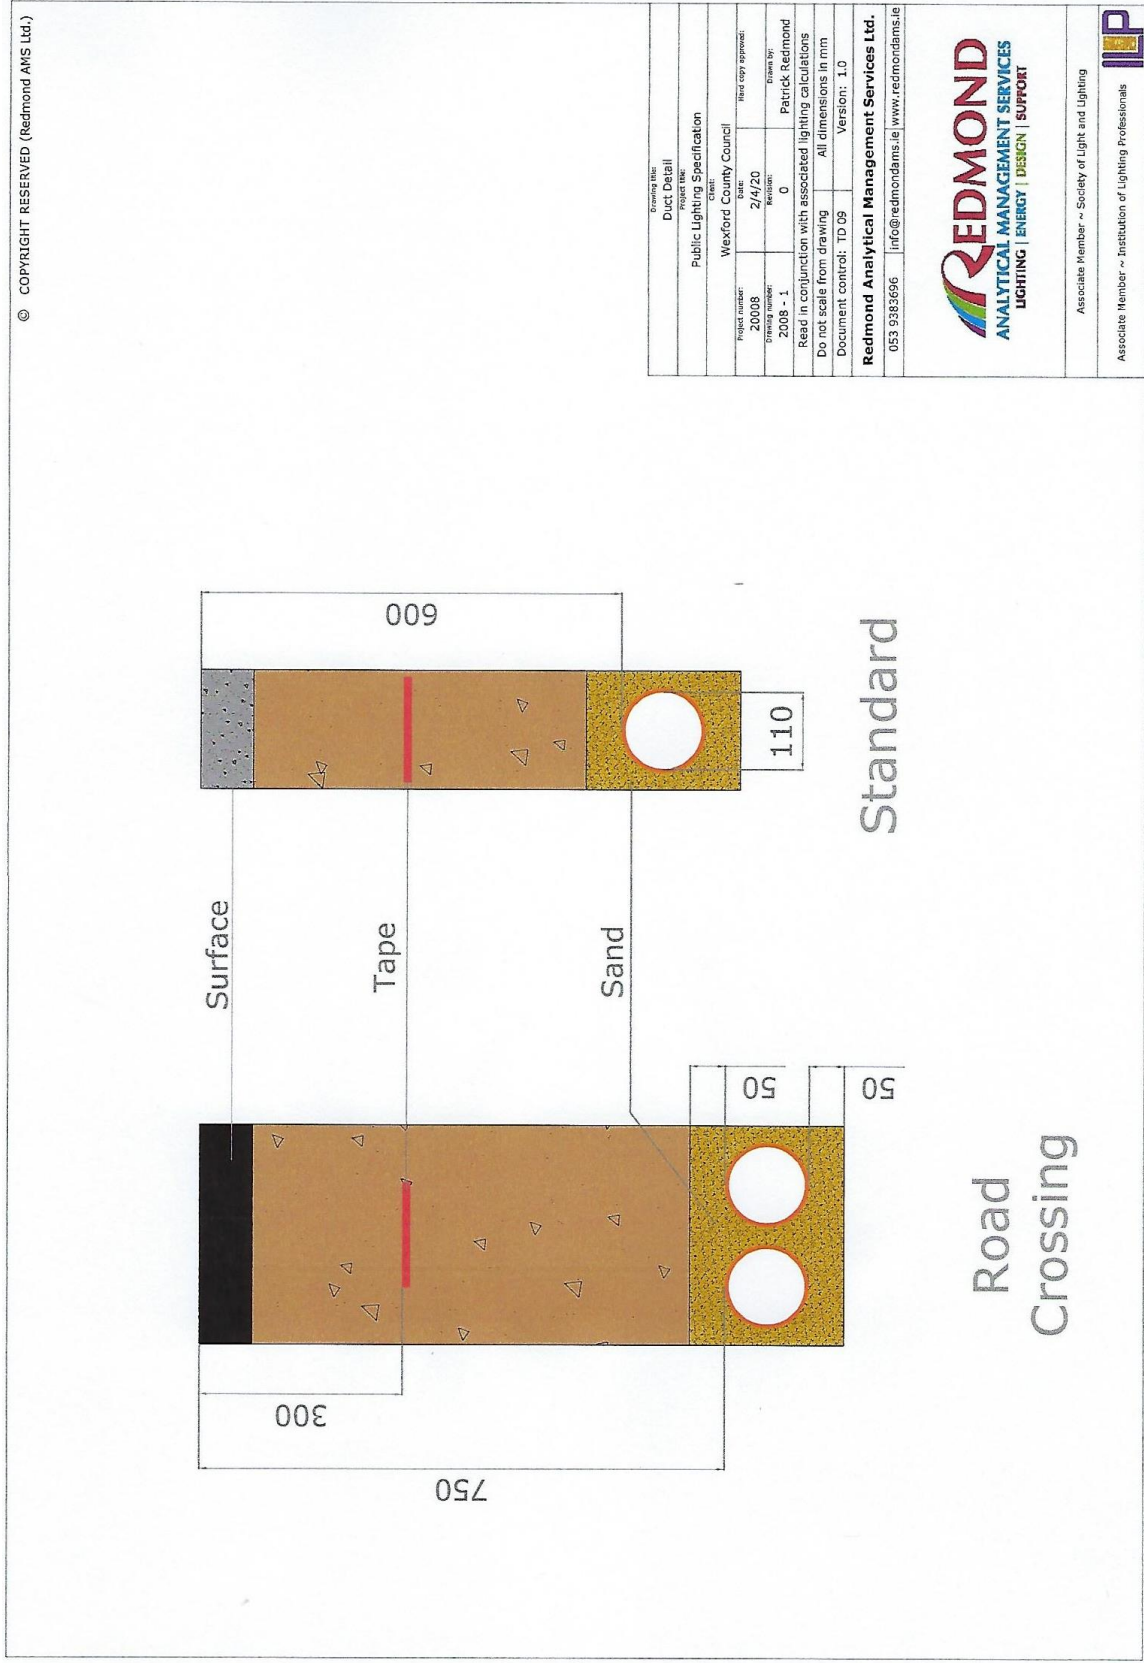 © COPYRIGHT RESERVED (Redmond AMS Ltd.)
Surface
Tape
Sand
300
750
50
50
600
110
Road
Crossing
Standard
Drawing title:
Duct Detail
Project title:
Public Lighting Specification
Client:
Wexford County Council
Project number: Date: Hard copy approved:
20008 2/4/20
Drawing number: Revision: Drawn by:
2008 - 1 0 Patrick Redmond
Read in conjunction with associated lighting calculations
Do not scale from drawing All dimensions in mm
Document control: TD 09 Version: 1.0
Redmond Analytical Management Services Ltd.
053 9383696 info@redmondams.ie www.redmondams.ie
REDMOND
ANALYTICAL MANAGEMENT SERVICES
LIGHTING | ENERGY | DESIGN | SUPPORT
Associate Member ~ Society of Light and Lighting
Associate Member ~ Institution of Lighting Professionals
ILP